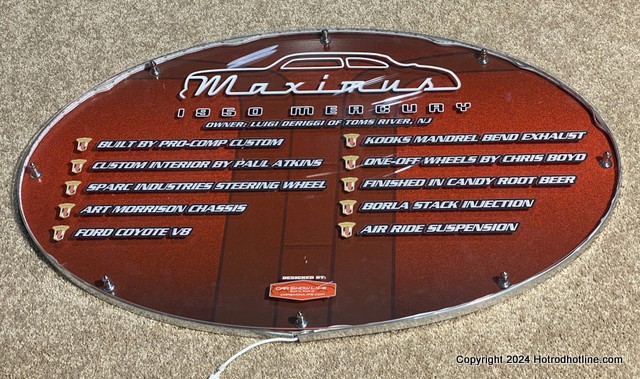 Maximus
1950 MERCURY
OWNER: LUIGI DERIGGI OF TOMS RIVER, NJ
BUILT BY PRO-COMP CUSTOM
CUSTOM INTERIOR BY PAUL ATKINS
SPARC INDUSTRIES STEERING WHEEL
ART MORRISON CHASSIS
FORD COYOTE V8
KOOKS MANDREL BEND EXHAUST
ONE-OFF WHEELS BY CHRIS BOYD
FINISHED IN CANDY ROOT BEER
BORLA STACK INJECTION
AIR RIDE SUSPENSION
DESIGNED BY:
CAR SHOW LIFE
Copyright 2024 Hotrodhotline.com